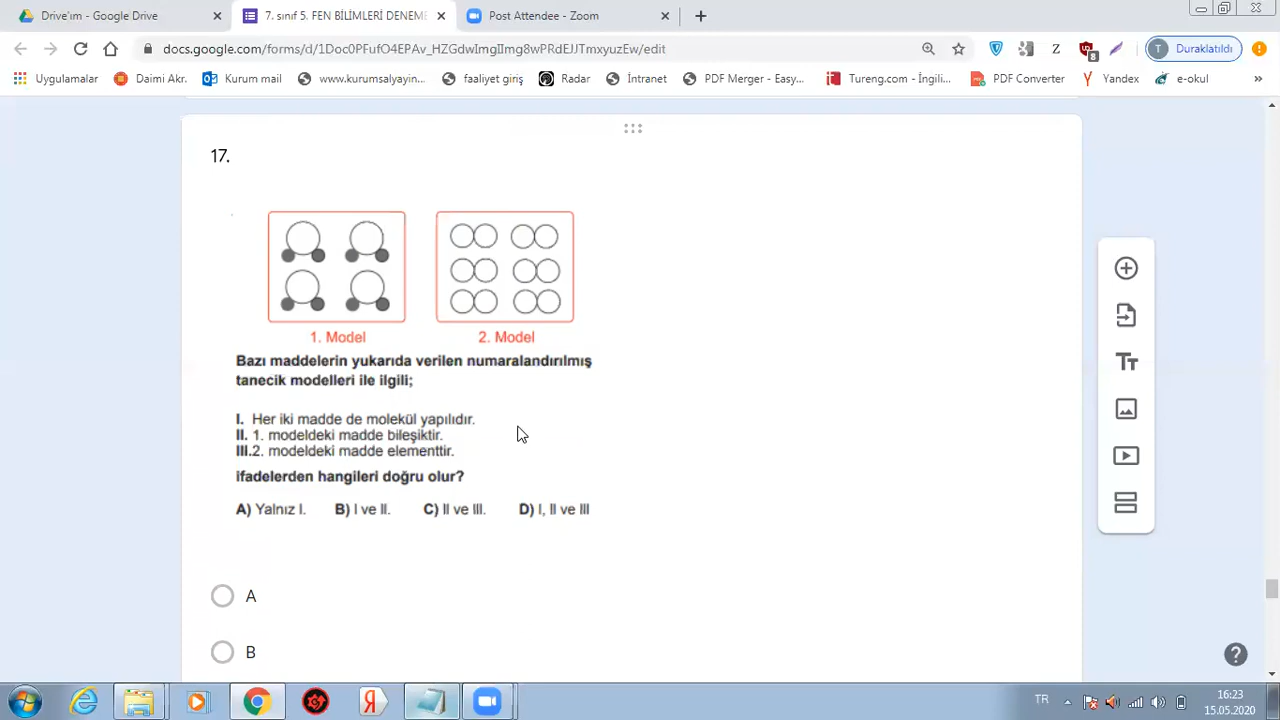 Drive'ım - Google Drive
7. sınıf 5. FEN BİLİMLERİ DENEME
Post Attendee - Zoom
docs.google.com/forms/d/1Doc0PFufO4EPAv_HZGdwImgIImg8wPRdEJJTmxyuzEw/edit
Z
8
T Duraklatıldı
Uygulamalar
Daimi Akr.
Kurum mail
www.kurumsalyayin...
faaliyet giriş
Radar
İntranet
PDF Merger - Easy...
Tureng.com - İngili...
PDF Converter
Yandex
e-okul
»
17.
1. Model
2. Model
Bazı maddelerin yukarıda verilen numaralandırılmış
tanecik modelleri ile ilgili;
I. Her iki madde de molekül yapılıdır.
II. 1. modeldeki madde bileşiktir.
III.2. modeldeki madde elementtir.
ifadelerden hangileri doğru olur?
A) Yalnız I. B) I ve II. C) II ve III. D) I, II ve III
A
B
TR
16:23
15.05.2020